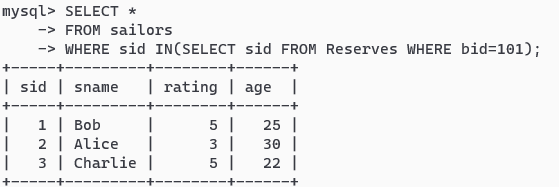 mysql> SELECT *
    -> FROM sailors
    -> WHERE sid IN(SELECT sid FROM Reserves WHERE bid=101);
+-----+---------+--------+------+
| sid | sname   | rating | age  |
+-----+---------+--------+------+
|   1 | Bob     |      5 |   25 |
|   2 | Alice   |      3 |   30 |
|   3 | Charlie |      5 |   22 |
+-----+---------+--------+------+